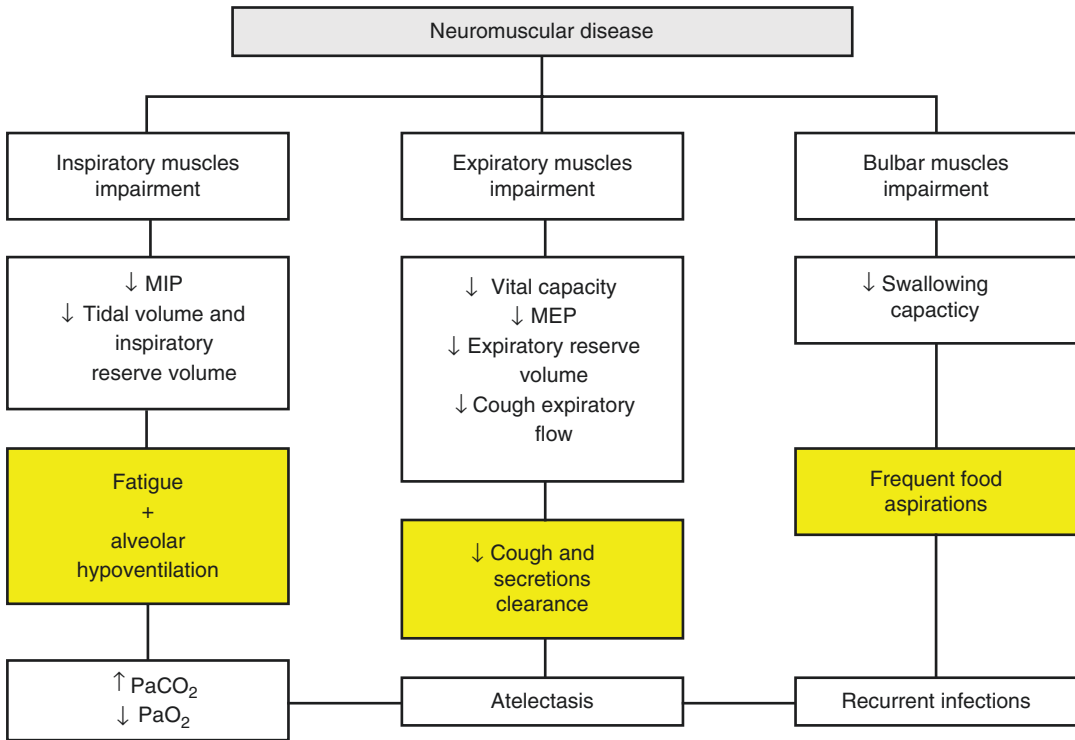 Neuromuscular disease
Inspiratory muscles
impairment
Expiratory muscles
impairment
Bulbar muscles
impairment
↓ MIP
↓ Tidal volume and
inspiratory
reserve volume
↓ Vital capacity
↓ MEP
↓ Expiratory reserve
volume
↓ Cough expiratory
flow
↓ Swallowing
capacticy
Fatigue
+
alveolar
hypoventilation
↓ Cough and
secretions
clearance
Frequent food
aspirations
↑ PaCO₂
↓ PaO₂
Atelectasis
Recurrent infections